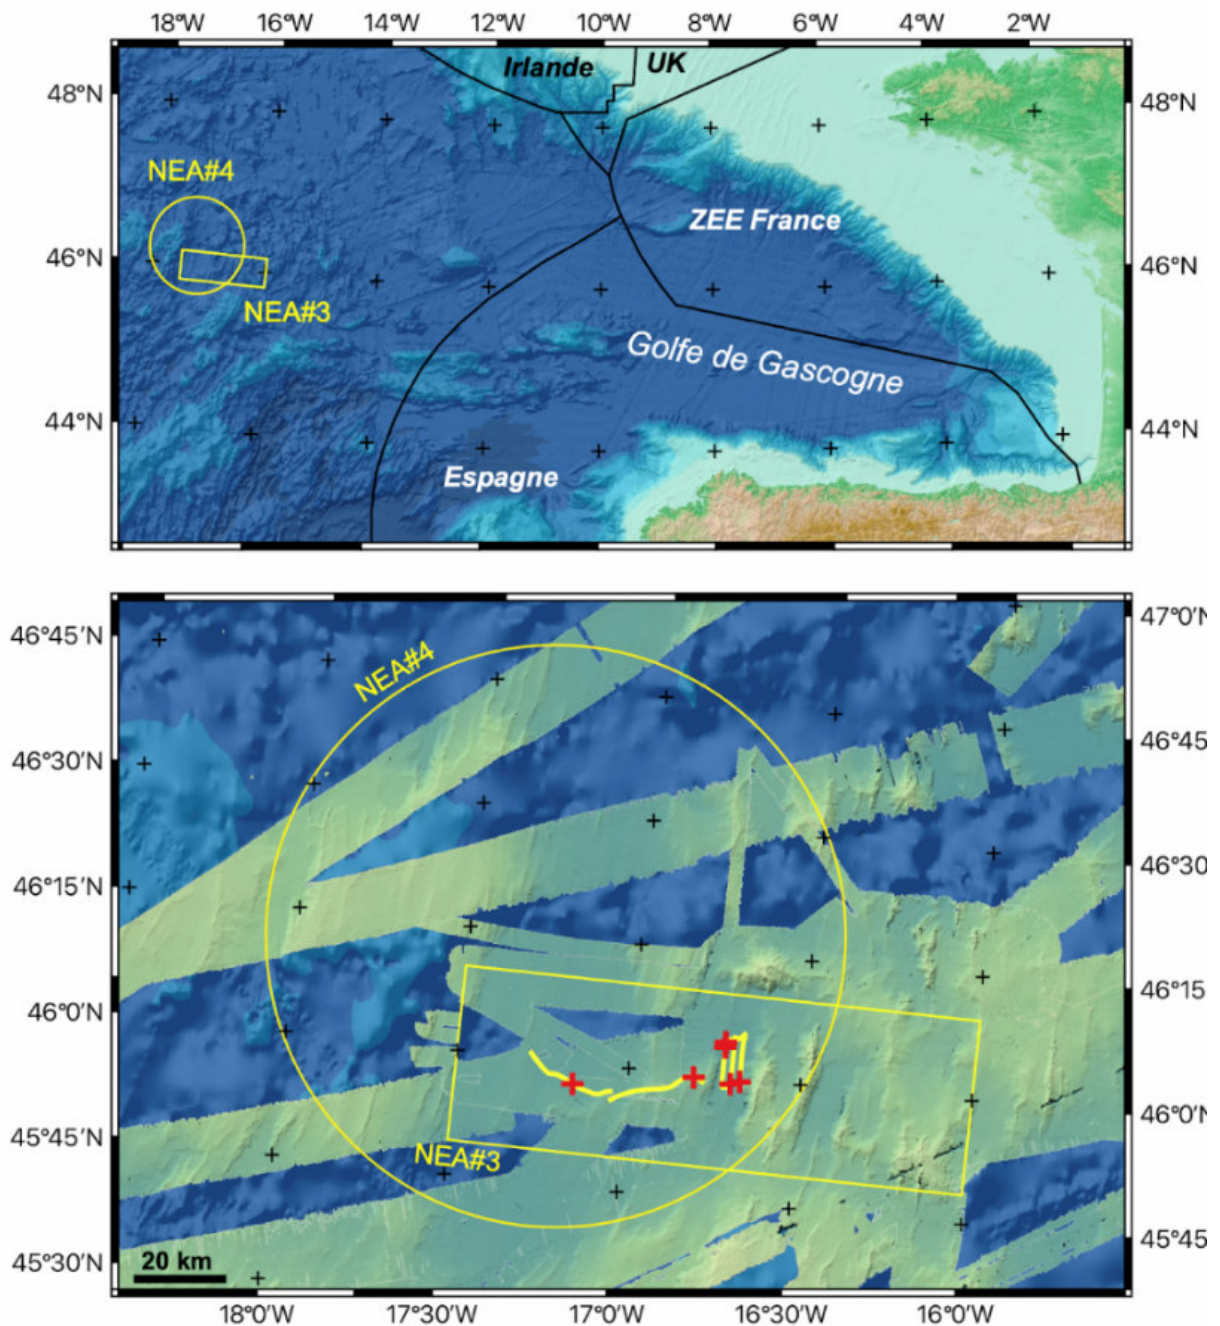 18°W 16°W 14°W 12°W 10°W 8°W 6°W 4°W 2°W
Irlande UK
48°N 48°N
NEA#4
ZEE France
46°N 46°N
NEA#3
Golfe de Gascogne
44°N 44°N
Espagne
46°45'N 47°0'N
NEA#4
46°30'N 46°45'N
46°15'N 46°30'N
46°0'N 46°15'N
45°45'N 46°0'N
NEA#3
45°30'N 45°45'N
20 km
18°0'W 17°30'W 17°0'W 16°30'W 16°0'W